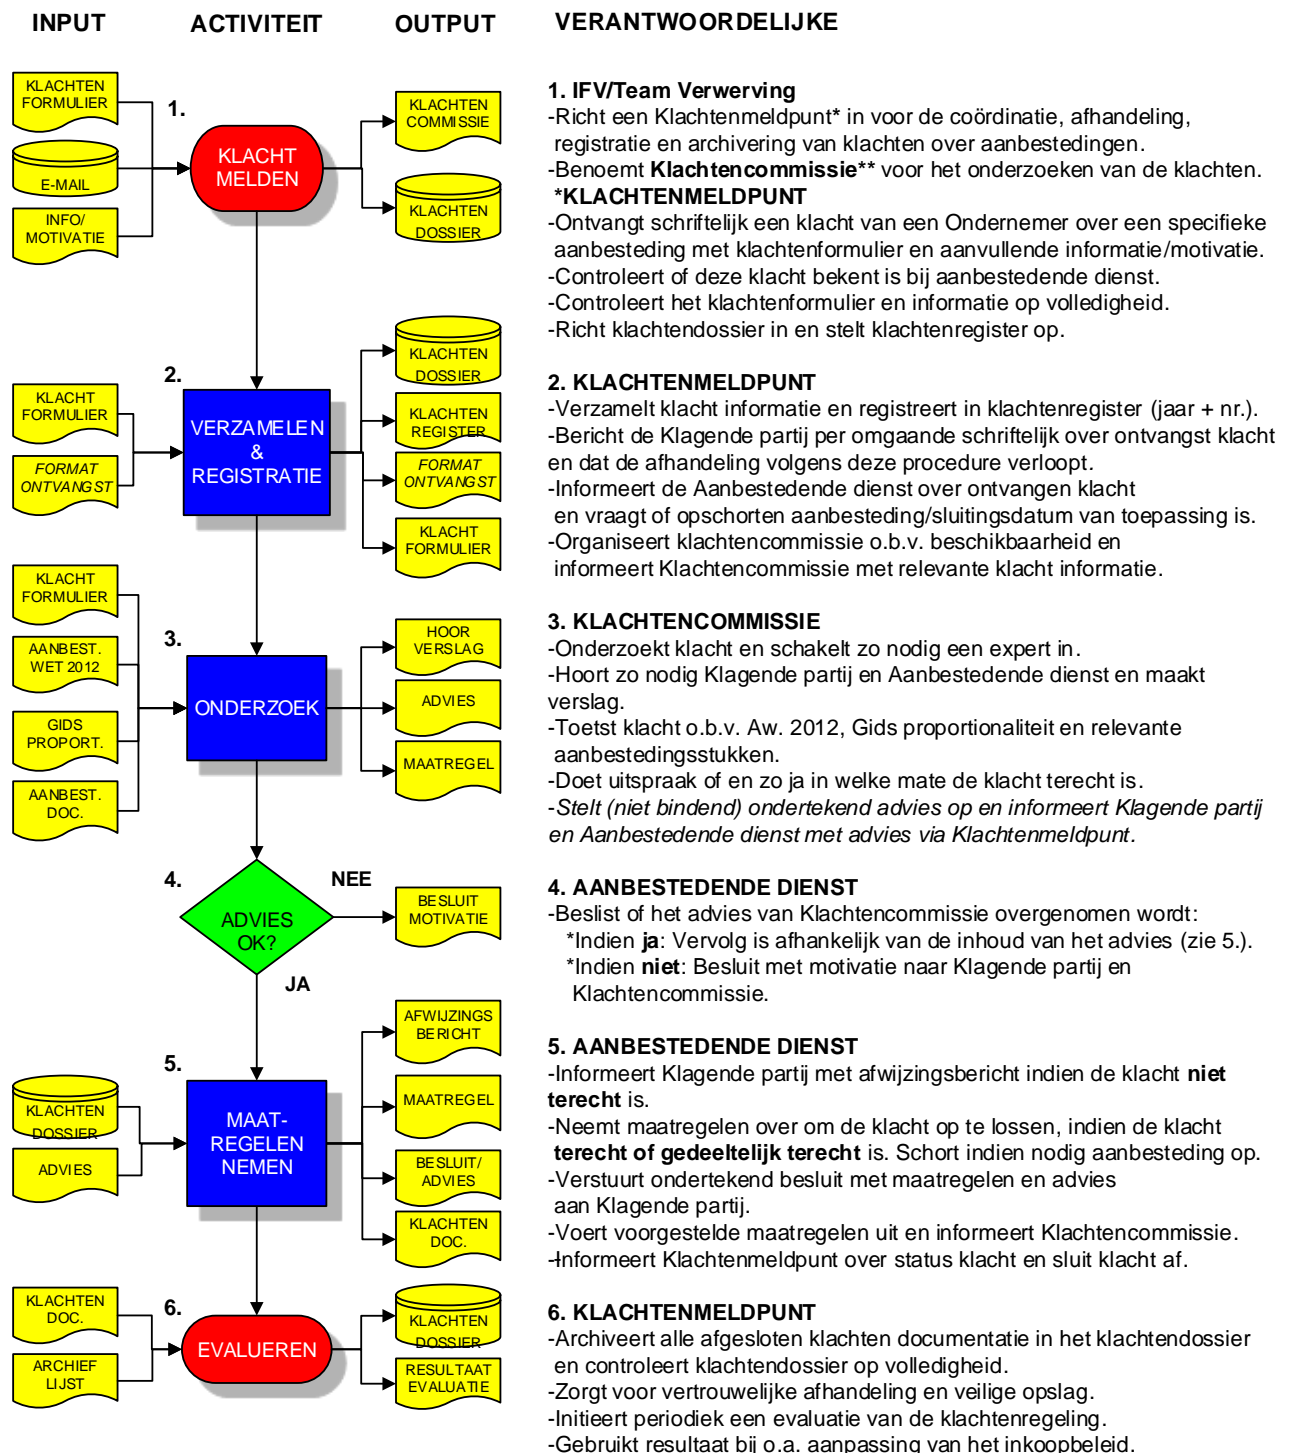 INPUT ACTIVITEIT OUTPUT VERANTWOORDELIJKE
KLACHTEN
FORMULIER
E-MAIL
INFO/
MOTIVATIE
1.
KLACHT
MELDEN
KLACHTEN
COMMISSIE
KLACHTEN
DOSSIER
1. IFV/Team Verwerving
-Richt een Klachtenmeldpunt* in voor de coördinatie, afhandeling,
registratie en archivering van klachten over aanbestedingen.
-Benoemt Klachtencommissie** voor het onderzoeken van de klachten.
*KLACHTENMELDPUNT
-Ontvangt schriftelijk een klacht van een Ondernemer over een specifieke
aanbesteding met klachtenformulier en aanvullende informatie/motivatie.
-Controleert of deze klacht bekent is bij aanbestedende dienst.
-Controleert het klachtenformulier en informatie op volledigheid.
-Richt klachtendossier in en stelt klachtenregister op.
KLACHT
FORMULIER
FORMAT
ONTVANGST
2.
VERZAMELEN
&
REGISTRATIE
KLACHTEN
DOSSIER
KLACHTEN
REGISTER
FORMAT
ONTVANGST
KLACHT
FORMULIER
2. KLACHTENMELDPUNT
-Verzamelt klacht informatie en registreert in klachtenregister (jaar + nr.).
-Bericht de Klagende partij per omgaande schriftelijk over ontvangst klacht
en dat de afhandeling volgens deze procedure verloopt.
-Informeert de Aanbestedende dienst over ontvangen klacht
en vraagt of opschorten aanbesteding/sluitingsdatum van toepassing is.
-Organiseert klachtencommissie o.b.v. beschikbaarheid en
informeert Klachtencommissie met relevante klacht informatie.
KLACHT
FORMULIER
AANBEST.
WET 2012
GIDS
PROPORT.
AANBEST.
DOC.
3.
ONDERZOEK
HOOR
VERSLAG
ADVIES
MAATREGEL
3. KLACHTENCOMMISSIE
-Onderzoekt klacht en schakelt zo nodig een expert in.
-Hoort zo nodig Klagende partij en Aanbestedende dienst en maakt
verslag.
-Toetst klacht o.b.v. Aw. 2012, Gids proportionaliteit en relevante
aanbestedingsstukken.
-Doet uitspraak of en zo ja in welke mate de klacht terecht is.
-Stelt (niet bindend) ondertekend advies op en informeert Klagende partij
en Aanbestedende dienst met advies via Klachtenmeldpunt.
4.
ADVIES
OK?
NEE
JA
BESLUIT
MOTIVATIE
4. AANBESTEDENDE DIENST
-Beslist of het advies van Klachtencommissie overgenomen wordt:
*Indien ja: Vervolg is afhankelijk van de inhoud van het advies (zie 5.).
*Indien niet: Besluit met motivatie naar Klagende partij en
Klachtencommissie.
KLACHTEN
DOSSIER
ADVIES
5.
MAAT-
REGELEN
NEMEN
AFWIJZINGS
BERICHT
MAATREGEL
BESLUIT/
ADVIES
KLACHTEN
DOC.
5. AANBESTEDENDE DIENST
-Informeert Klagende partij met afwijzingsbericht indien de klacht niet
terecht is.
-Neemt maatregelen over om de klacht op te lossen, indien de klacht
terecht of gedeeltelijk terecht is. Schort indien nodig aanbesteding op.
-Verstuurt ondertekend besluit met maatregelen en advies
aan Klagende partij.
-Voert voorgestelde maatregelen uit en informeert Klachtencommissie.
-Informeert Klachtenmeldpunt over status klacht en sluit klacht af.
KLACHTEN
DOC.
ARCHIEF
LIJST
6.
EVALUEREN
KLACHTEN
DOSSIER
RESULTAAT
EVALUATIE
6. KLACHTENMELDPUNT
-Archiveert alle afgesloten klachten documentatie in het klachtendossier
en controleert klachtendossier op volledigheid.
-Zorgt voor vertrouwelijke afhandeling en veilige opslag.
-Initieert periodiek een evaluatie van de klachtenregeling.
-Gebruikt resultaat bij o.a. aanpassing van het inkoopbeleid.